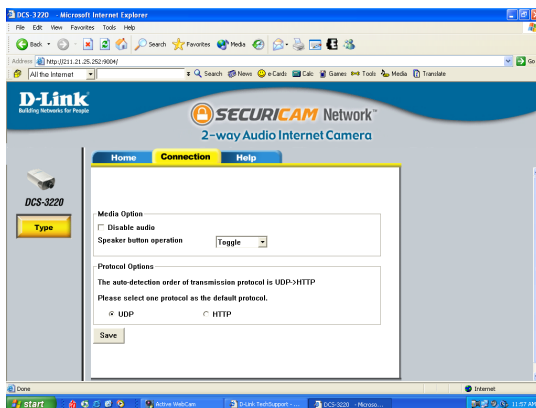 DCS-3220 - Microsoft Internet Explorer
File Edit View Favorites Tools Help
Back Search Favorites Media
Address http://211.21.25.252:9004/ Go
All the Internet Search News e-Cards Calc Games Tools Media Translate
D-Link
Building Networks for People
SECURICAM Network™
2-way Audio Internet Camera
Home Connection Help
DCS-3220
Type
Media Option
Disable audio
Speaker button operation Toggle
Protocol Options
The auto-detection order of transmission protocol is UDP->HTTP
Please select one protocol as the default protocol.
UDP HTTP
Save
Done Internet
start Active WebCam D-Link TechSupport -... DCS-3220 - Microso... 11:57 AM